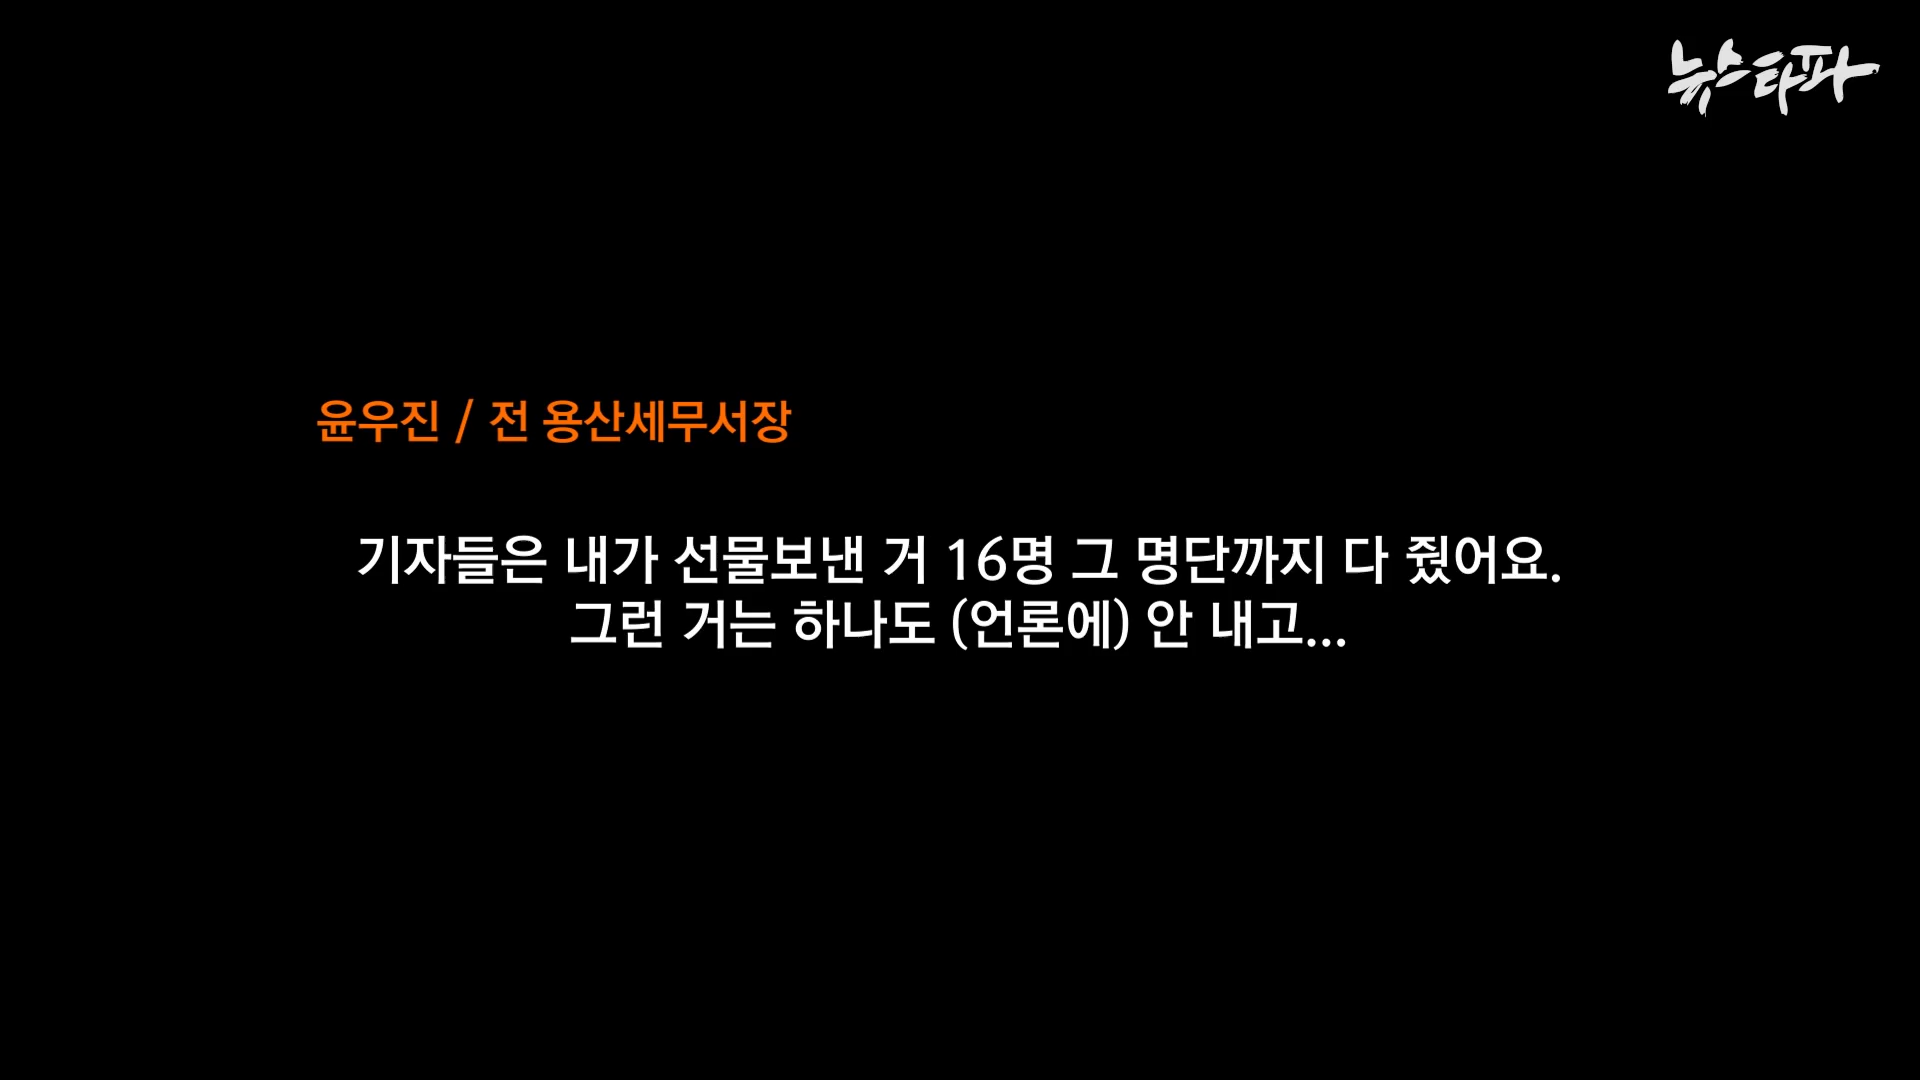 뉴스타파
윤우진 / 전 용산세무서장
기자들은 내가 선물보낸 거 16명 그 명단까지 다 줬어요.
그런 거는 하나도 (언론에) 안 내고...